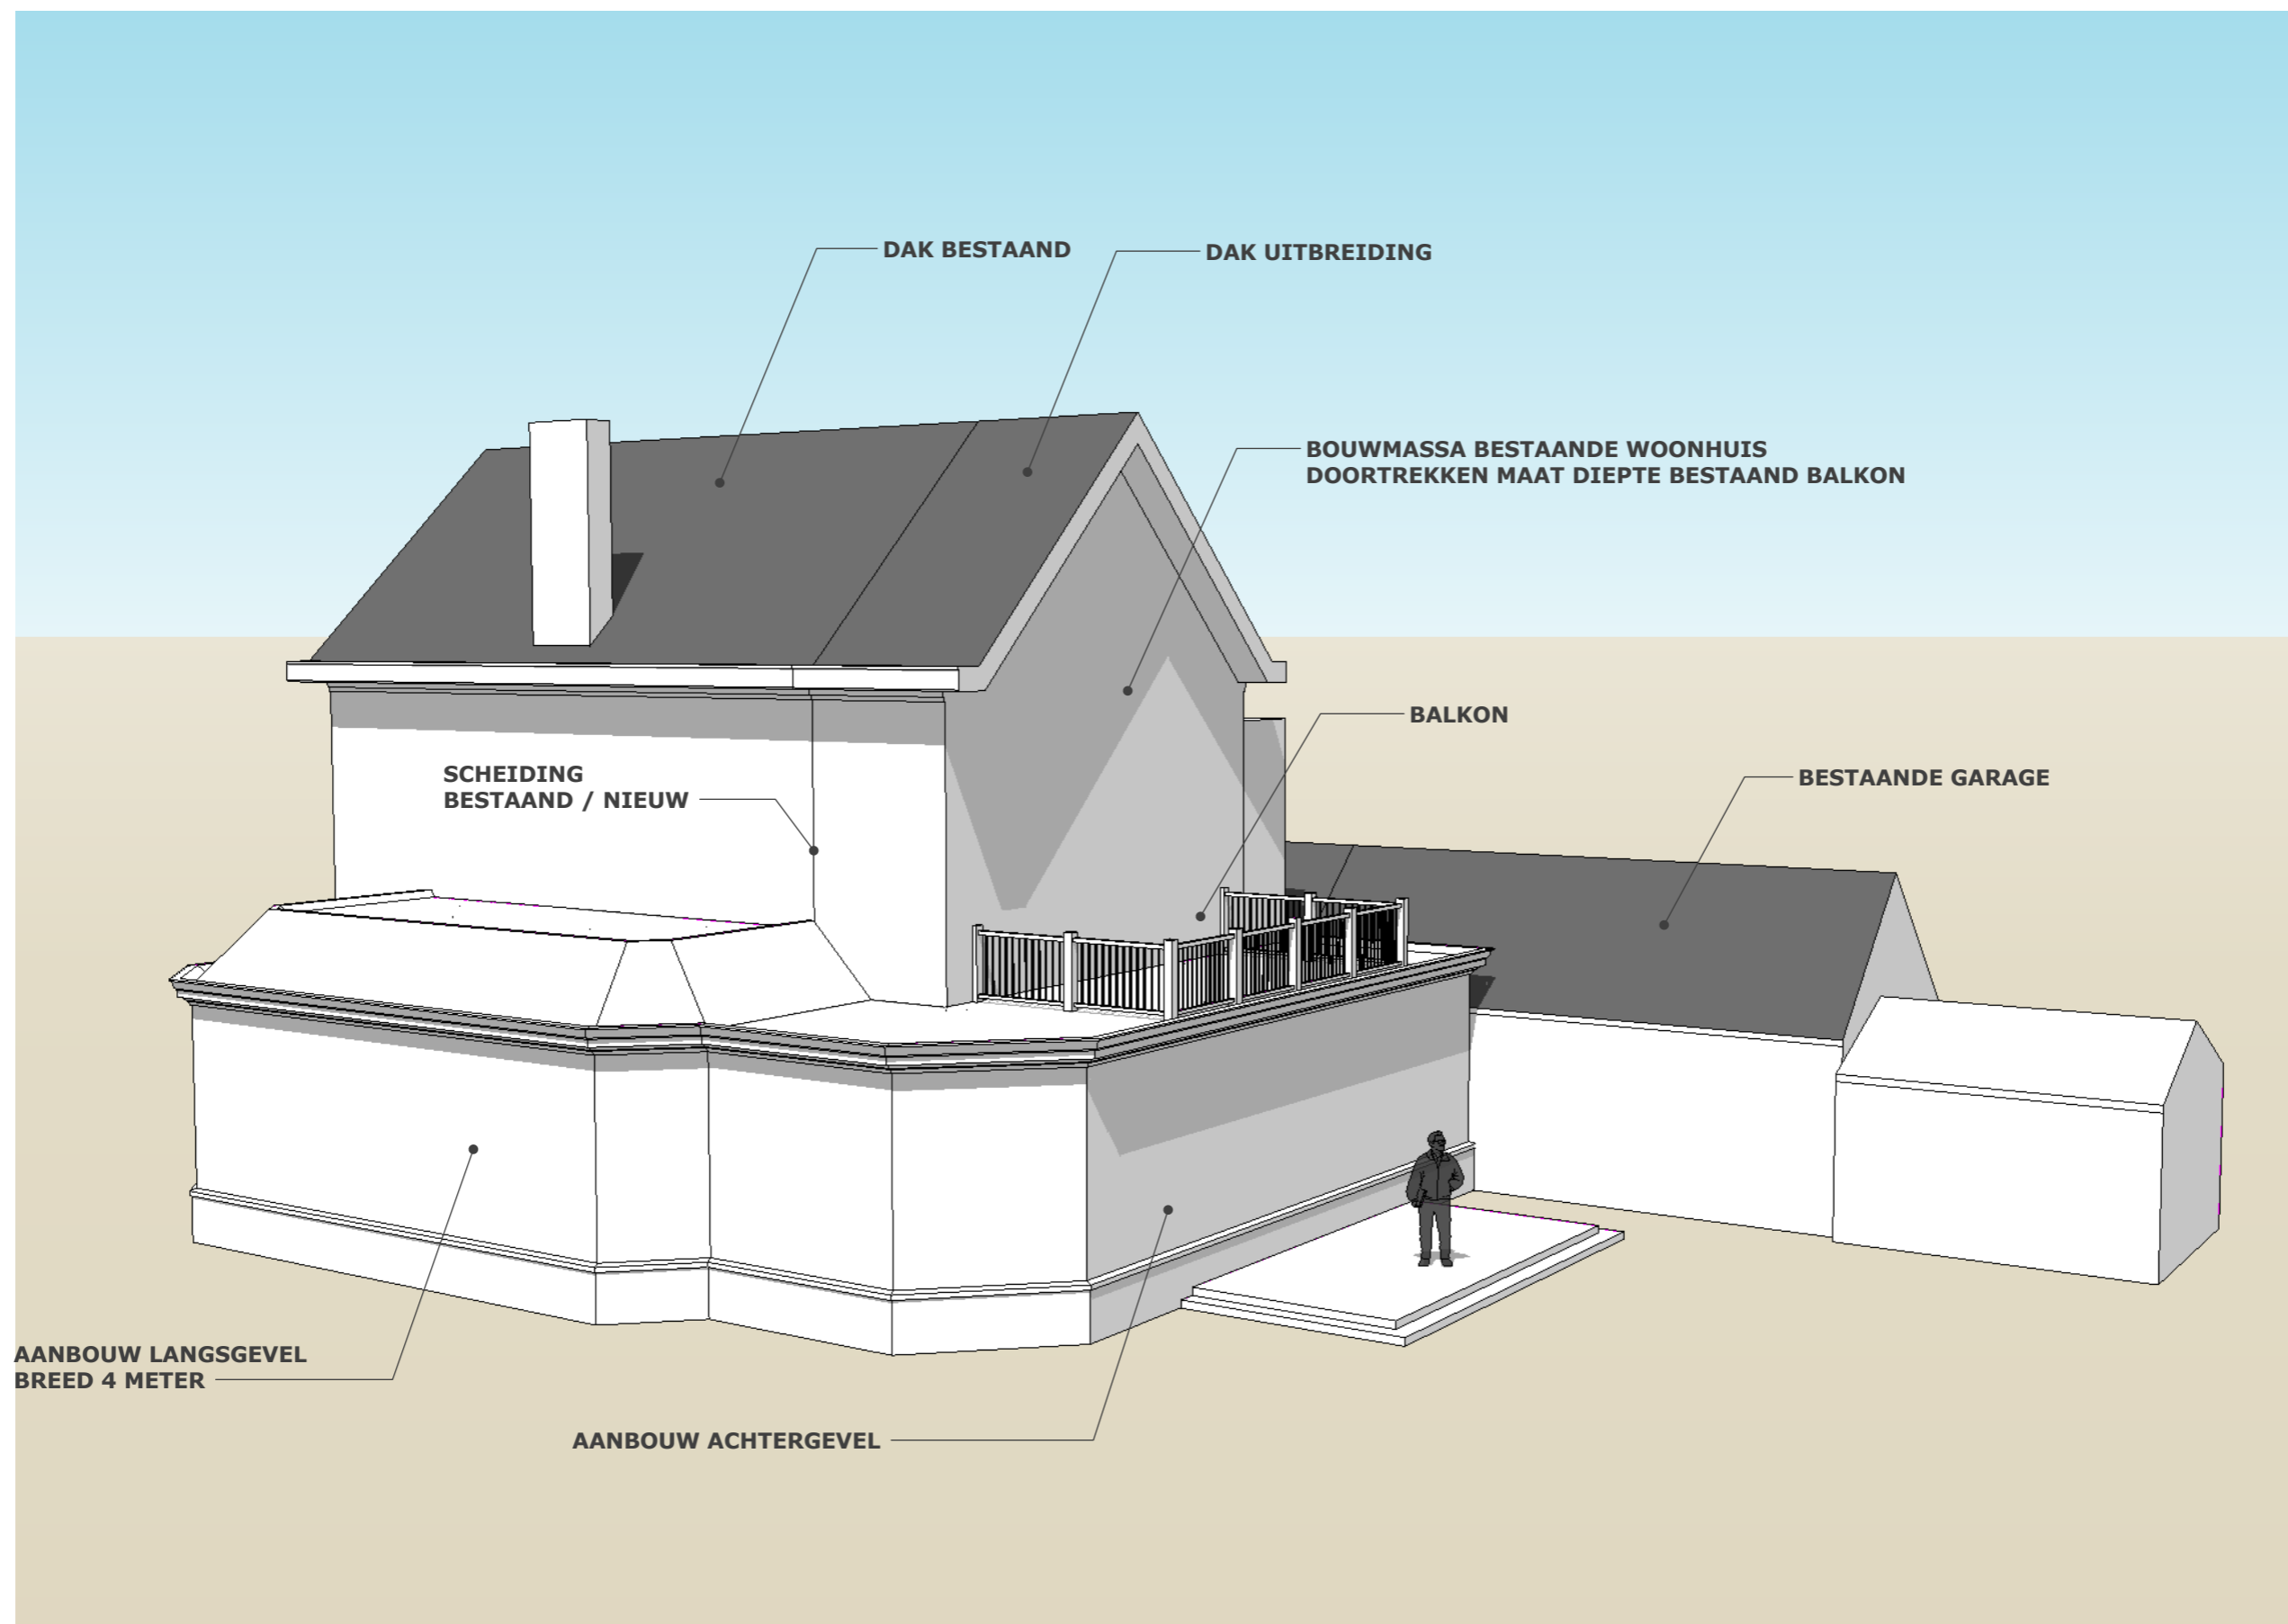 DAK BESTAAND
DAK UITBREIDING
BOUWMASSA BESTAANDE WOONHUIS
DOORTREKKEN MAAT DIEPTE BESTAAND BALKON
BALKON
SCHEIDING
BESTAAND / NIEUW
BESTAANDE GARAGE
AANBOUW LANGSGEVEL
BREED 4 METER
AANBOUW ACHTERGEVEL